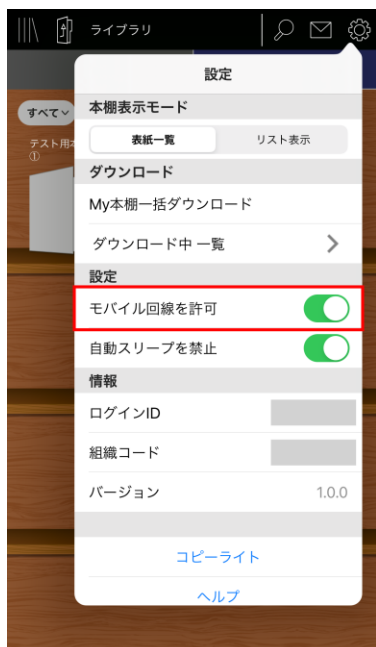 ライブラリ
設定
すべて
テスト用
①
本棚表示モード
表紙一覧 リスト表示
ダウンロード
My本棚一括ダウンロード
ダウンロード中 一覧
設定
モバイル回線を許可
自動スリープを禁止
情報
ログインID
組織コード
バージョン 1.0.0
コピーライト
ヘルプ